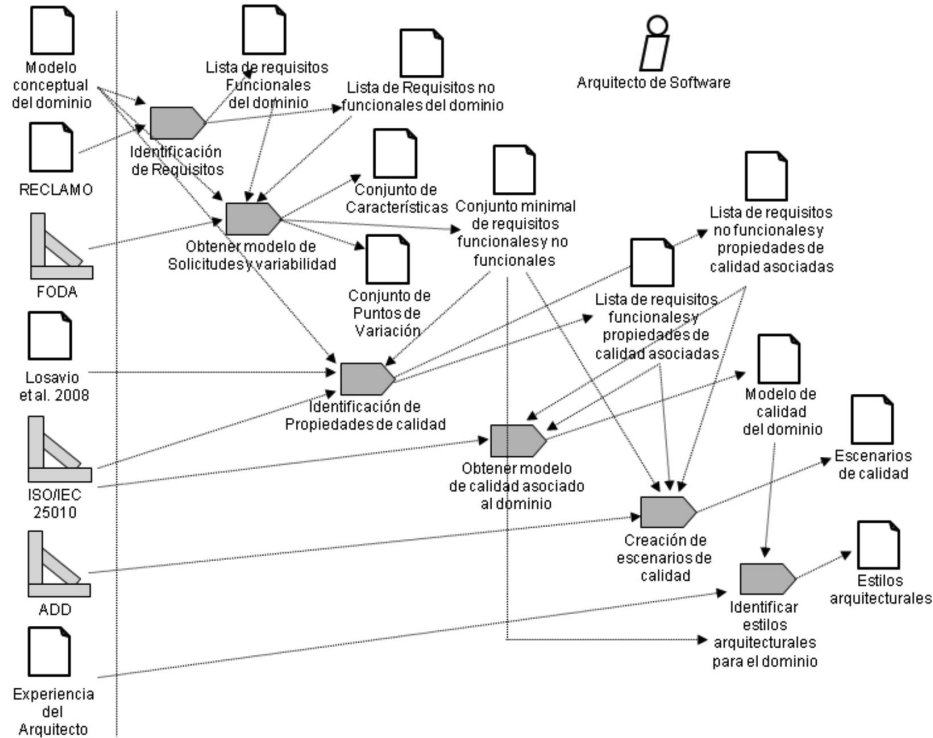 Modelo
conceptual
del dominio
RECLAMO
FODA
Losavio
et al. 2008
ISO/IEC
25010
ADD
Experiencia
del
Arquitecto
Lista de requisitos
Funcionales
del dominio
Lista de Requisitos no
funcionales del dominio
Arquitecto de Software
Identificación
de Requisitos
Conjunto de
Características
Conjunto minimal
de requisitos
funcionales y no
funcionales
Lista de requisitos
no funcionales y
propiedades de
calidad asociadas
Obtener modelo de
Solicitudes y variabilidad
Conjunto de
Puntos de
Variación
Lista de requisitos
funcionales y
propiedades de
calidad asociadas
Identificación de
Propiedades de calidad
Modelo de
calidad
del dominio
Obtener modelo
de calidad asociado
al dominio
Escenarios
de calidad
Creación de
escenarios de
calidad
Estilos
arquitecturales
Identificar
estilos
arquitecturales
para el dominio